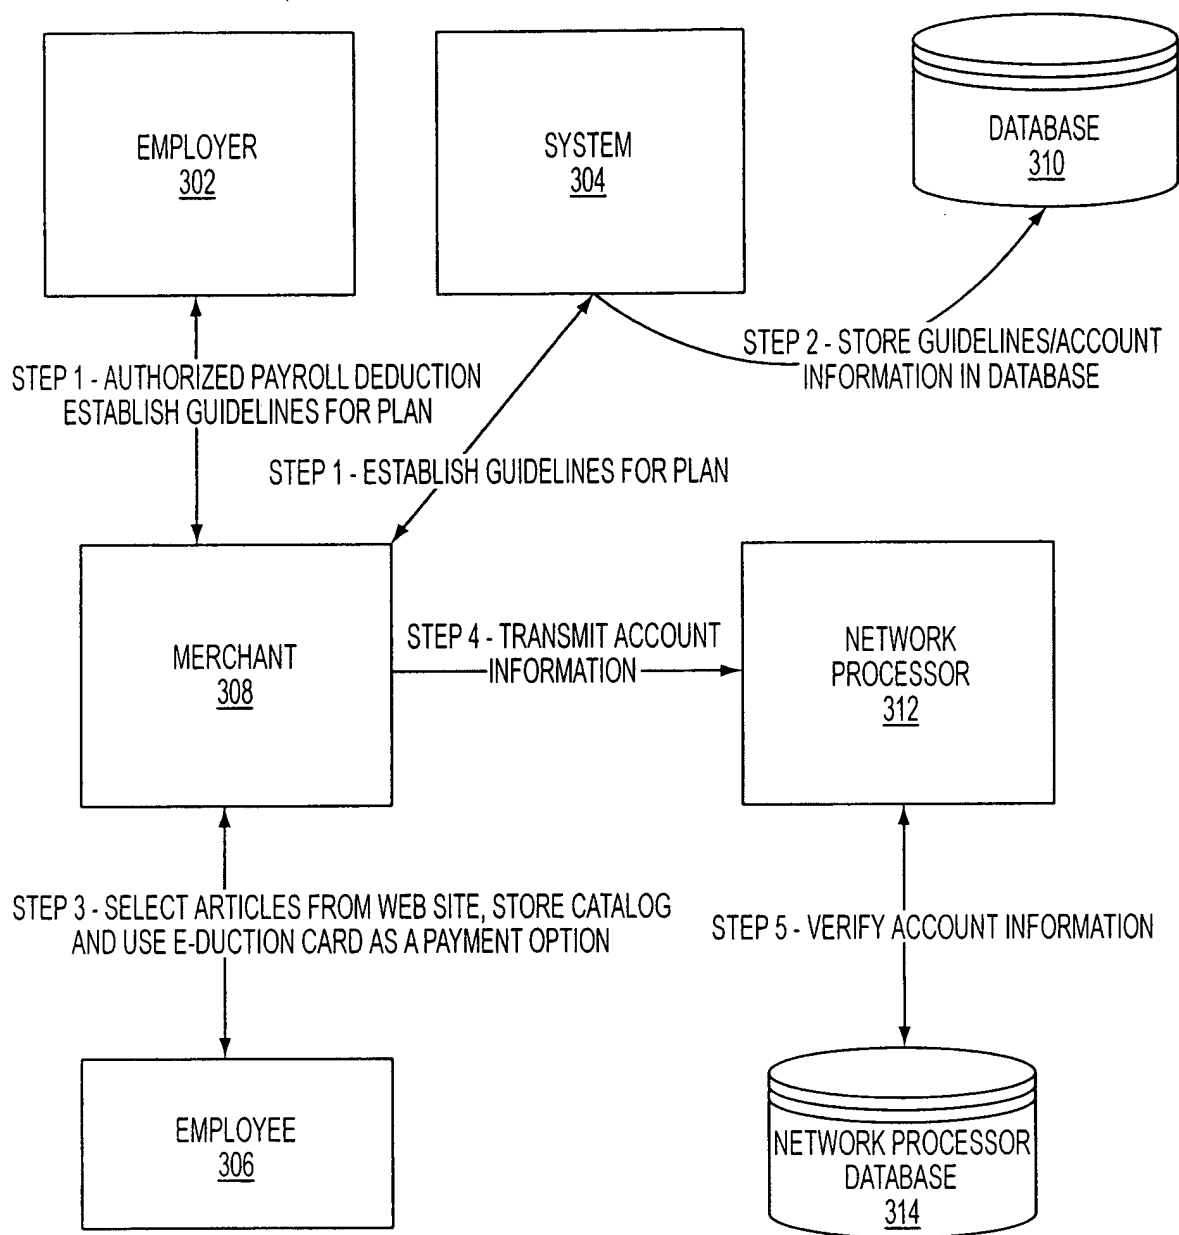 EMPLOYER
302
SYSTEM
304
DATABASE
310
STEP 1 - AUTHORIZED PAYROLL DEDUCTION
ESTABLISH GUIDELINES FOR PLAN
STEP 2 - STORE GUIDELINES/ACCOUNT
INFORMATION IN DATABASE
STEP 1 - ESTABLISH GUIDELINES FOR PLAN
MERCHANT
308
STEP 4 - TRANSMIT ACCOUNT
INFORMATION
NETWORK
PROCESSOR
312
STEP 3 - SELECT ARTICLES FROM WEB SITE, STORE CATALOG
AND USE E-DUCTION CARD AS A PAYMENT OPTION
STEP 5 - VERIFY ACCOUNT INFORMATION
EMPLOYEE
306
NETWORK PROCESSOR
DATABASE
314